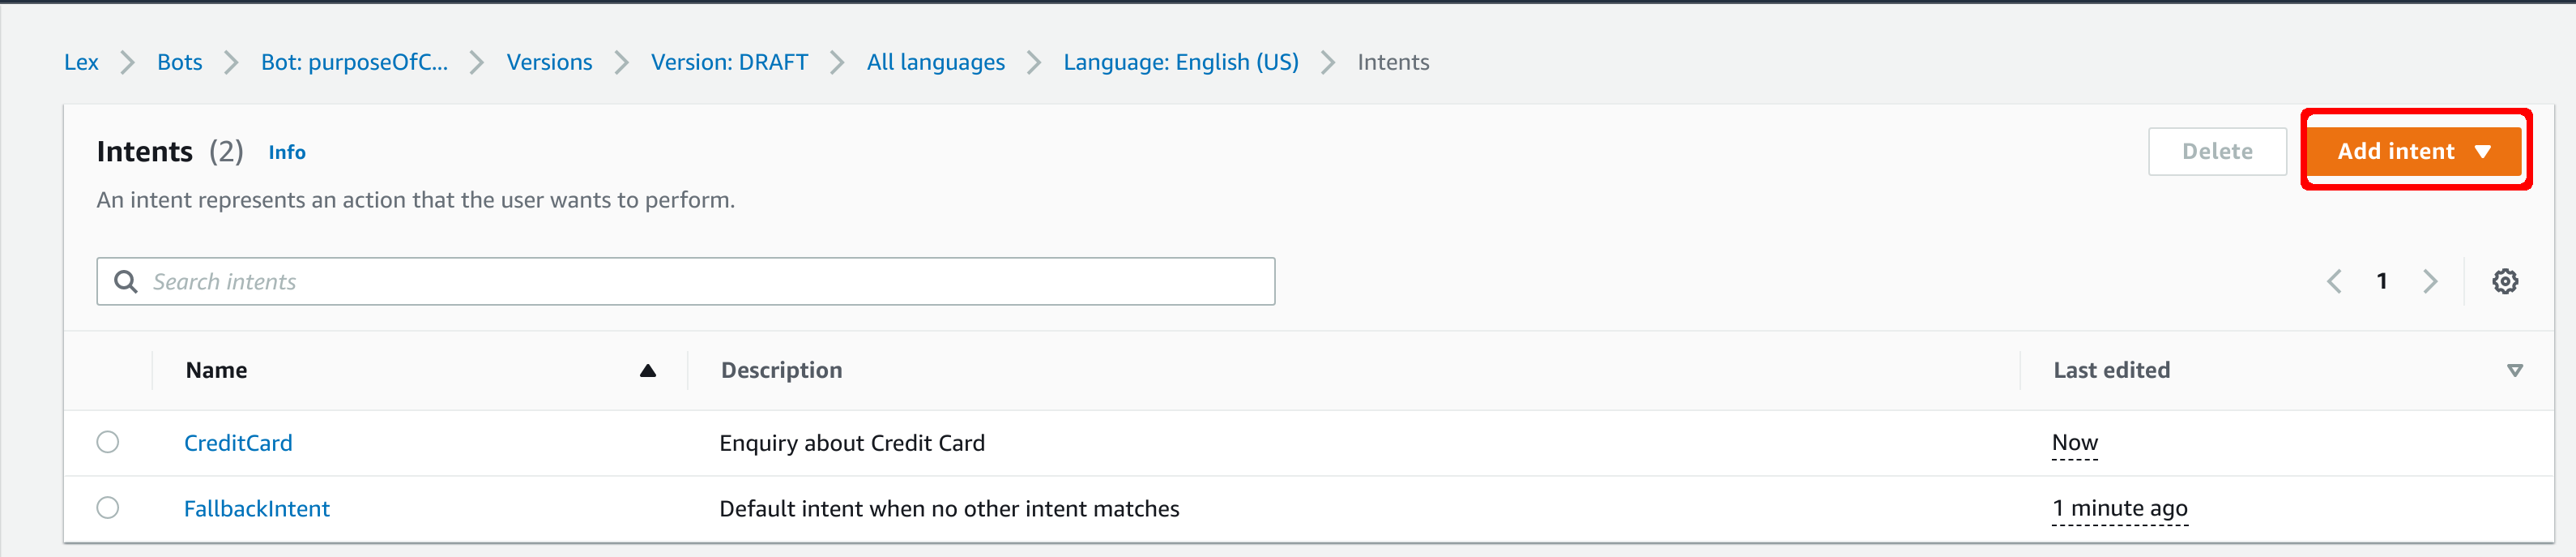 Lex Bots Bot: purposeOfC... Versions Version: DRAFT All languages Language: English (US) Intents
Intents (2) Info
Delete
Add intent
An intent represents an action that the user wants to perform.
Search intents
1
Name Description Last edited
CreditCard Enquiry about Credit Card Now
FallbackIntent Default intent when no other intent matches 1 minute ago